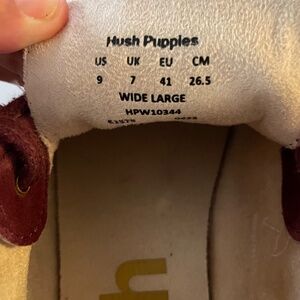 Hush Puppies
US UK EU CM
9 7 41 26.5
WIDE LARGE
HPW10344
h